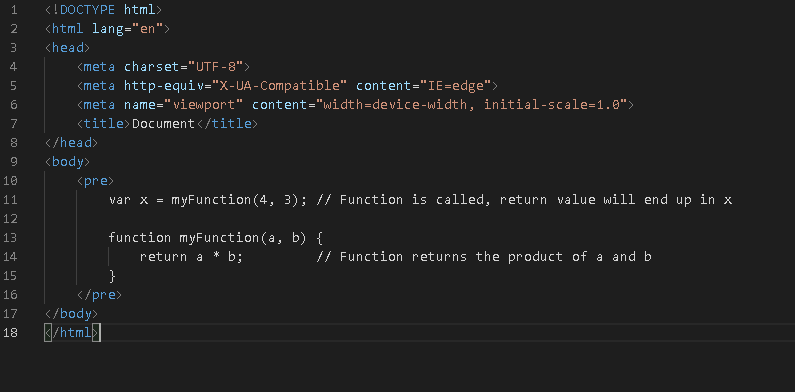 1 <!DOCTYPE html>
2 <html lang="en">
3 <head>
4     <meta charset="UTF-8">
5     <meta http-equiv="X-UA-Compatible" content="IE=edge">
6     <meta name="viewport" content="width=device-width, initial-scale=1.0">
7     <title>Document</title>
8 </head>
9 <body>
10     <pre>
11         var x = myFunction(4, 3); // Function is called, return value will end up in x
12
13         function myFunction(a, b) {
14             return a * b;         // Function returns the product of a and b
15         }
16     </pre>
17 </body>
18 </html>